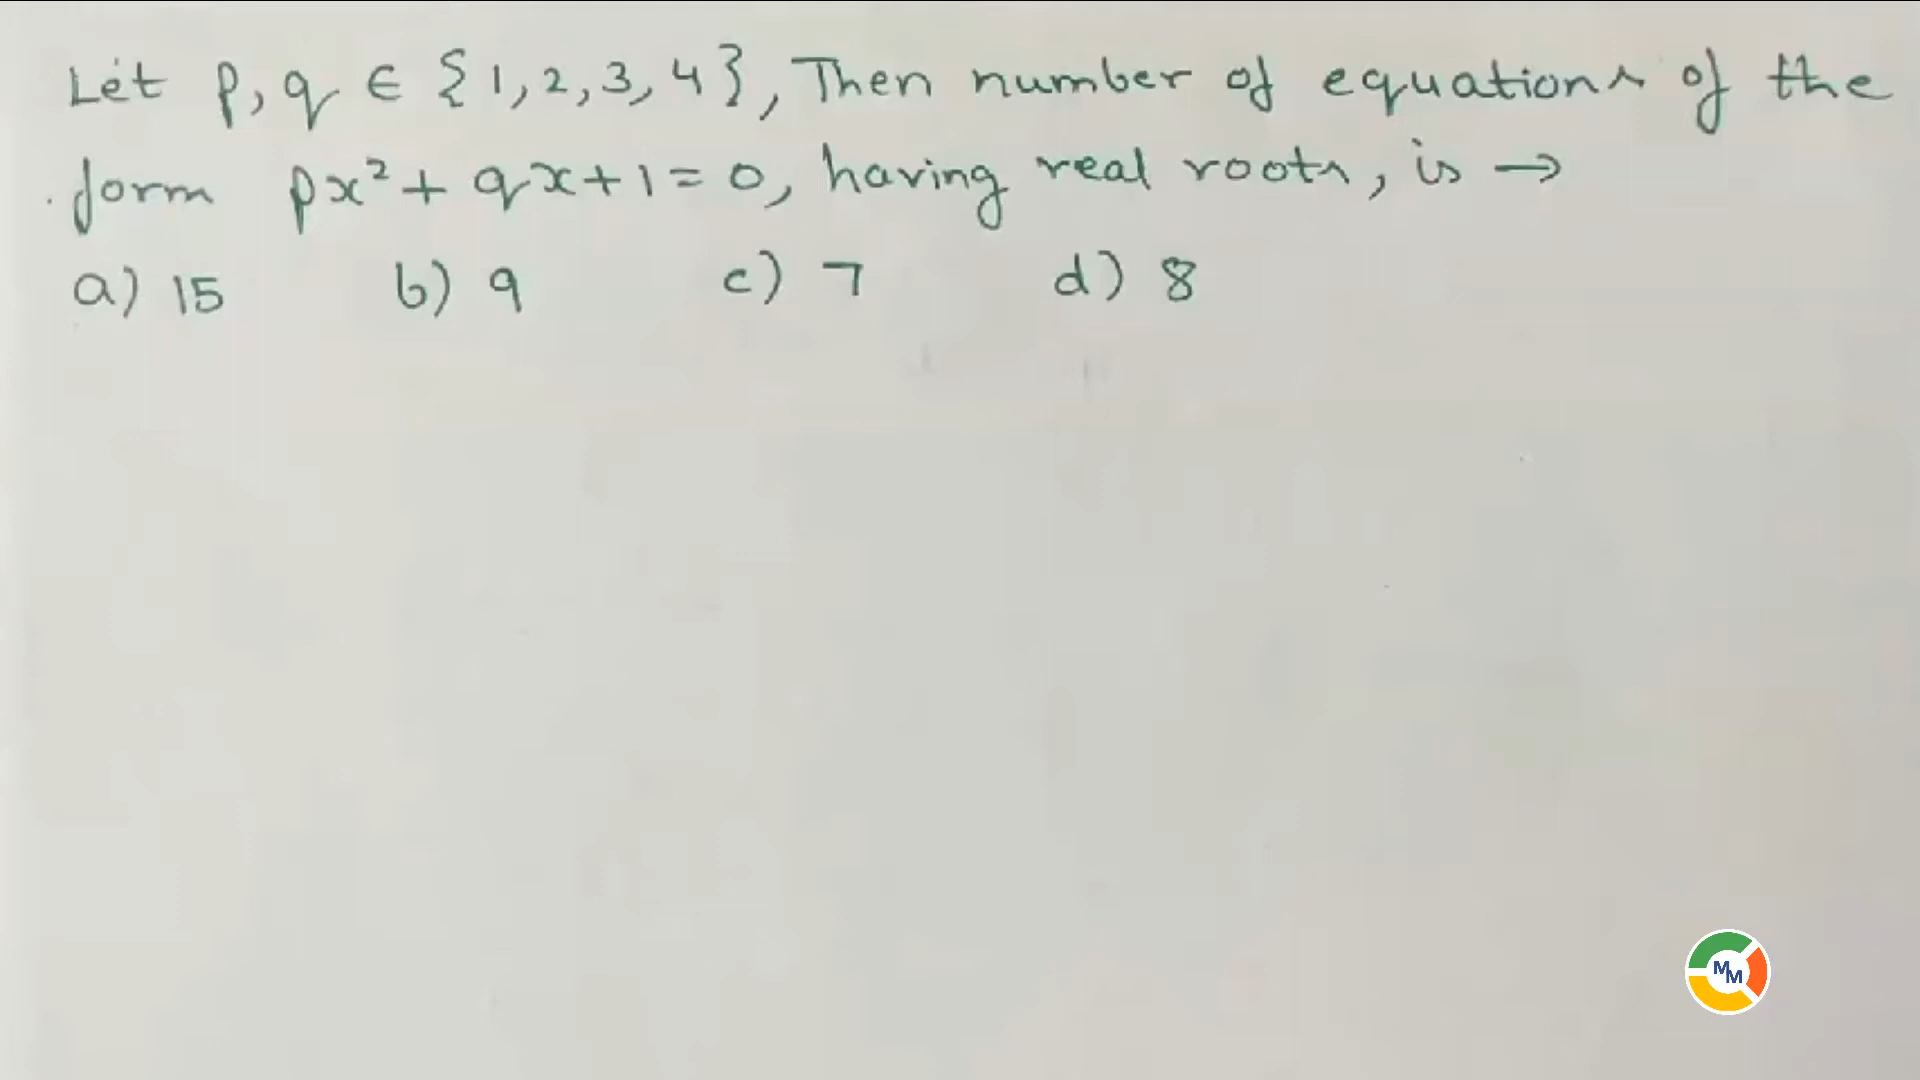 Let p, q ∈ {1, 2, 3, 4}, Then number of equations of the
form px² + qx + 1 = 0, having real roots, is →
a) 15 b) 9 c) 7 d) 8
MM